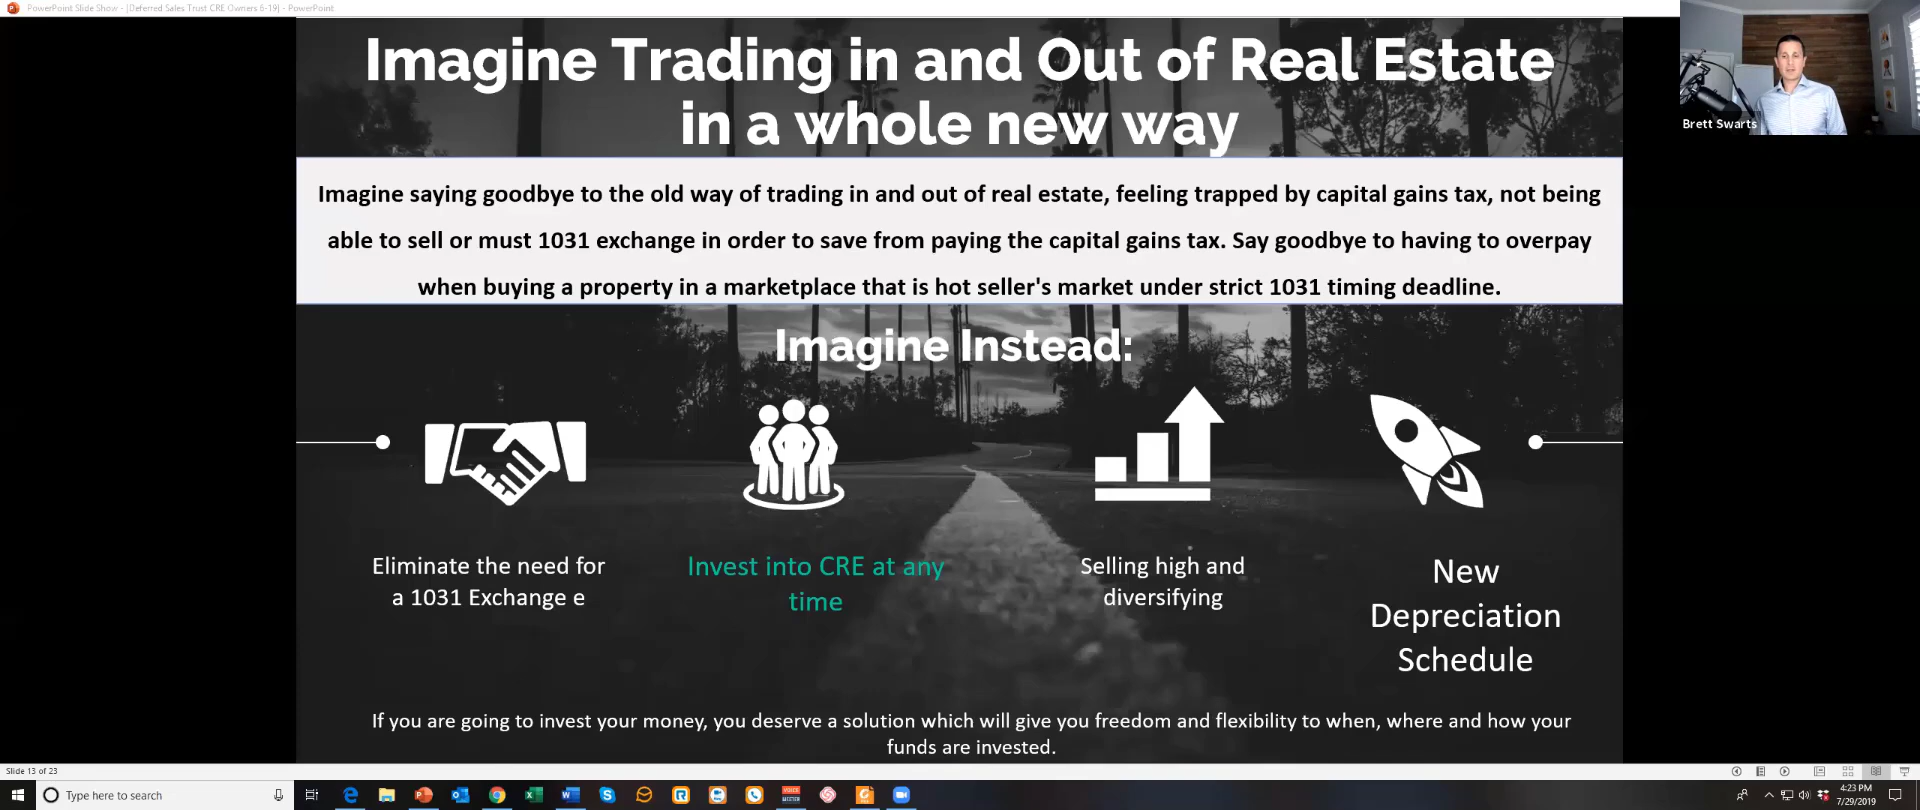 PowerPoint Slide Show - [Deferred Sales Trust CRE Owners 6-19] - PowerPoint
Imagine Trading in and Out of Real Estate
in a whole new way
Brett Swarts
Imagine saying goodbye to the old way of trading in and out of real estate, feeling trapped by capital gains tax, not being
able to sell or must 1031 exchange in order to save from paying the capital gains tax. Say goodbye to having to overpay
when buying a property in a marketplace that is hot seller's market under strict 1031 timing deadline.
Imagine Instead:
Eliminate the need for
a 1031 Exchange e
Invest into CRE at any
time
Selling high and
diversifying
New
Depreciation
Schedule
If you are going to invest your money, you deserve a solution which will give you freedom and flexibility to when, where and how your
funds are invested.
Slide 13 of 23
Type here to search
4:23 PM
7/29/2019